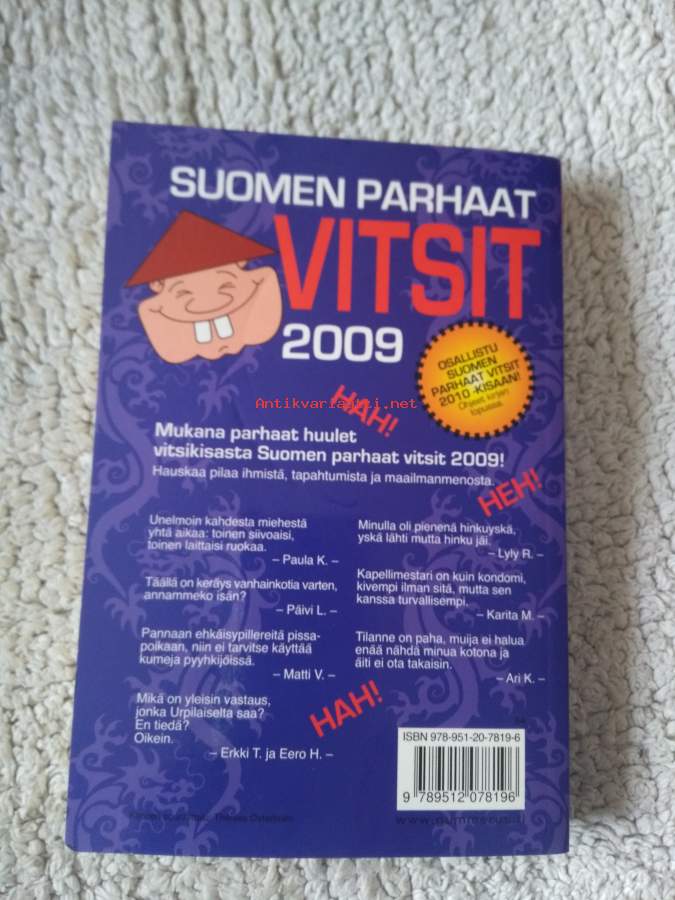 SUOMEN PARHAAT
VITSIT
2009
OSALLISTU
SUOMEN
PARHAAT VITSIT
2010 -KISAAN!
Ohjeet kirjan
lopussa.
Antikvariaatti.net
HAH!
Mukana parhaat huulet
vitsikisasta Suomen parhaat vitsit 2009!
Hauskaa pilaa ihmistä, tapahtumista ja maailmanmenosta.
HEH!
Unelmoin kahdesta miehestä
yhtä aikaa: toinen siivoaisi,
toinen laittaisi ruokaa.
– Paula K. –
Täällä on keräys vanhainkotia varten,
annammeko isän?
– Päivi L. –
Pannaan ehkäisypillereitä pissa-
poikaan, niin ei tarvitse käyttää
kumeja pyyhkijöissä.
– Matti V. –
Mikä on yleisin vastaus,
jonka Urpilaiselta saa?
En tiedä?
Oikein.
– Erkki T. ja Eero H. –
Minulla oli pienenä hinkuyskä,
yskä lähti mutta hinku jäi.
– Lyly R. –
Kapellimestari on kuin kondomi,
kivempi ilman sitä, mutta sen
kanssa turvallisempi.
– Karita M. –
Tilanne on paha, muija ei halua
enää nähdä minua kotona ja
äiti ei ota takaisin.
– Ari K. –
HAH!
ISBN 978-951-20-7819-6
9 789512 078196